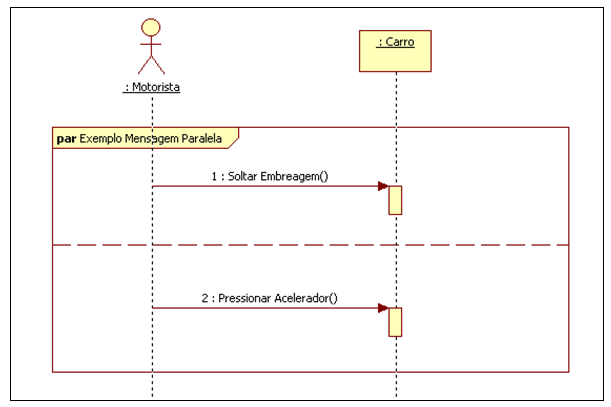 : Carro
: Motorista
par Exemplo Mensagem Paralela
1 : Soltar Embreagem()
2 : Pressionar Acelerador()